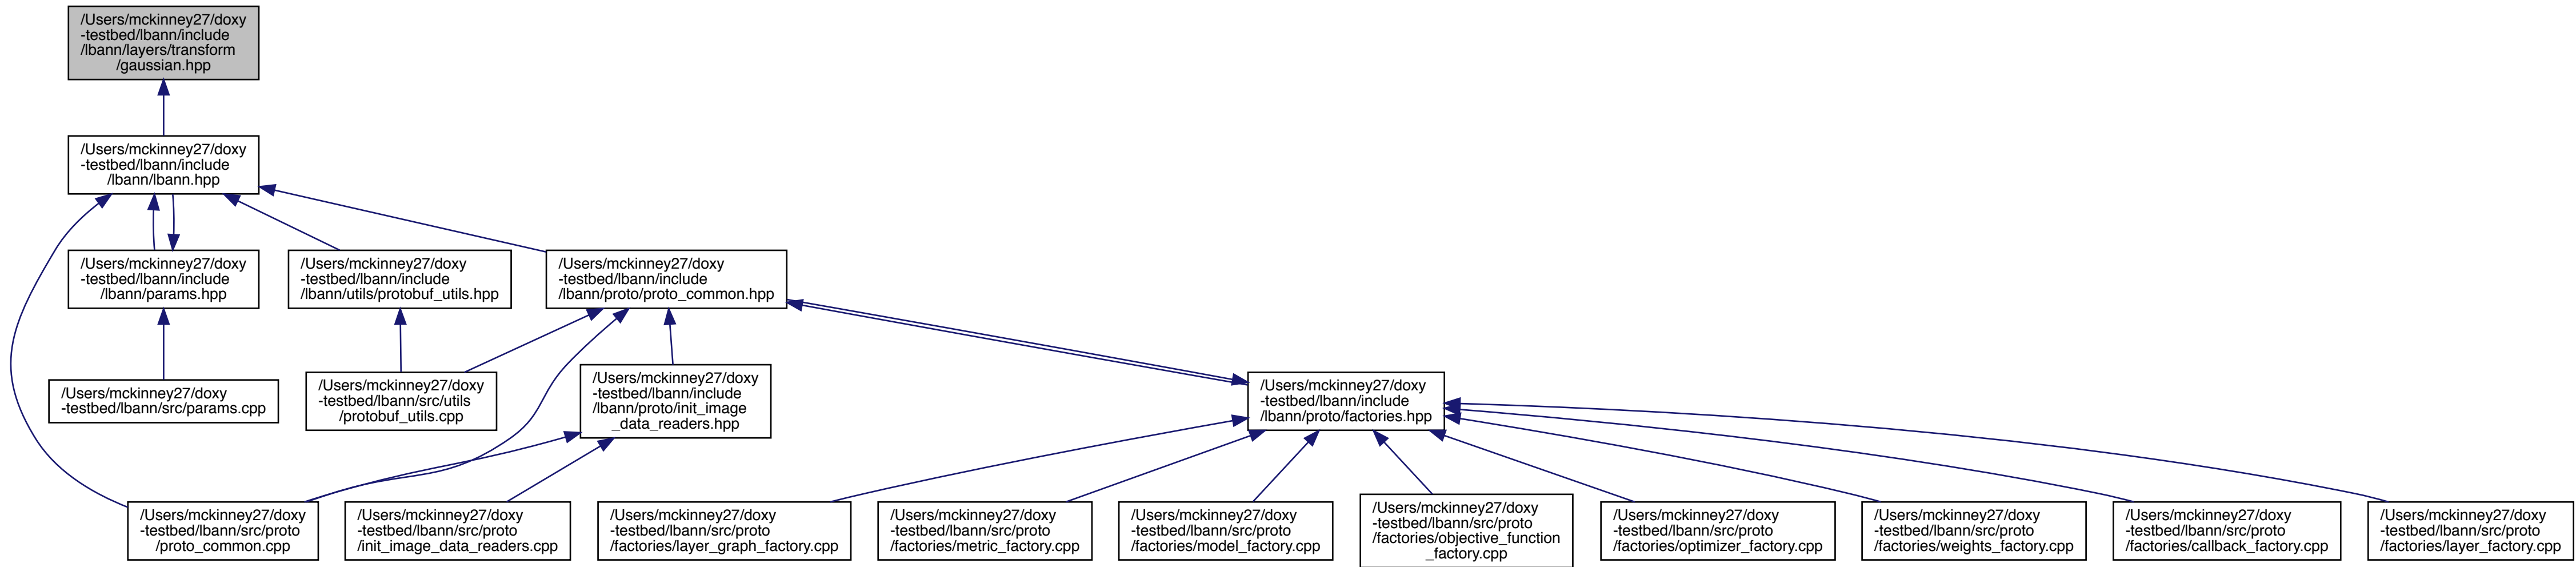 /Users/mckinney27/doxy
-testbed/lbann/include
/lbann/layers/transform
/gaussian.hpp
/Users/mckinney27/doxy
-testbed/lbann/include
/lbann/lbann.hpp
/Users/mckinney27/doxy
-testbed/lbann/include
/lbann/params.hpp
/Users/mckinney27/doxy
-testbed/lbann/include
/lbann/utils/protobuf_utils.hpp
/Users/mckinney27/doxy
-testbed/lbann/include
/lbann/proto/proto_common.hpp
/Users/mckinney27/doxy
-testbed/lbann/src/params.cpp
/Users/mckinney27/doxy
-testbed/lbann/src/utils
/protobuf_utils.cpp
/Users/mckinney27/doxy
-testbed/lbann/include
/lbann/proto/init_image
_data_readers.hpp
/Users/mckinney27/doxy
-testbed/lbann/include
/lbann/proto/factories.hpp
/Users/mckinney27/doxy
-testbed/lbann/src/proto
/proto_common.cpp
/Users/mckinney27/doxy
-testbed/lbann/src/proto
/init_image_data_readers.cpp
/Users/mckinney27/doxy
-testbed/lbann/src/proto
/factories/layer_graph_factory.cpp
/Users/mckinney27/doxy
-testbed/lbann/src/proto
/factories/metric_factory.cpp
/Users/mckinney27/doxy
-testbed/lbann/src/proto
/factories/model_factory.cpp
/Users/mckinney27/doxy
-testbed/lbann/src/proto
/factories/objective_function
_factory.cpp
/Users/mckinney27/doxy
-testbed/lbann/src/proto
/factories/optimizer_factory.cpp
/Users/mckinney27/doxy
-testbed/lbann/src/proto
/factories/weights_factory.cpp
/Users/mckinney27/doxy
-testbed/lbann/src/proto
/factories/callback_factory.cpp
/Users/mckinney27/doxy
-testbed/lbann/src/proto
/factories/layer_factory.cpp